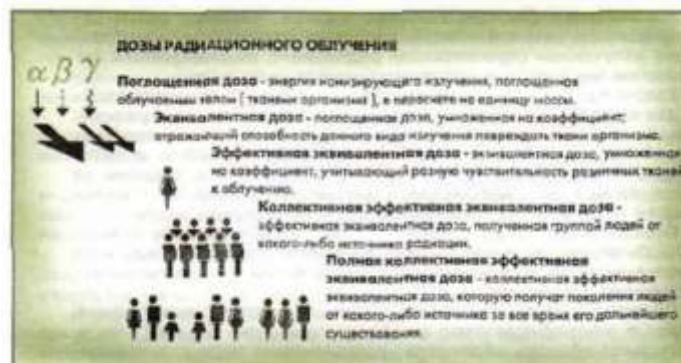 ДОЗЫ РАДИАЦИОННОГО ОБЛУЧЕНИЯ
α β γ
Поглощенная доза - энергия ионизирующего излучения, поглощенная
облучаемым телом [ тканями организма ], в пересчете на единицу массы.
Эквивалентная доза - поглощенная доза, умноженная на коэффициент,
отражающий способность данного вида излучения повреждать ткани организма.
Эффективная эквивалентная доза - эквивалентная доза, умноженная
на коэффициент, учитывающий разную чувствительность различных тканей
к облучению.
Коллективная эффективная эквивалентная доза -
эффективная эквивалентная доза, полученная группой людей от
какого-либо источника радиации.
Полная коллективная эффективная
эквивалентная доза - коллективная эффективная
эквивалентная доза, которую получат поколения людей
от какого-либо источника за все время его дальнейшего
существования.